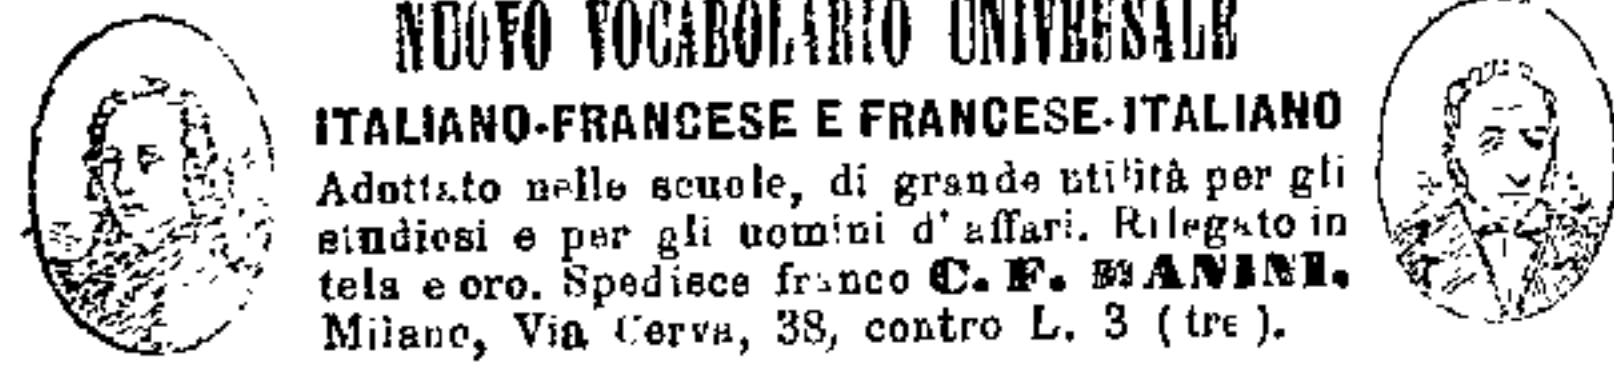 NUOVO VOCABOLARIO UNIVERSALE
ITALIANO-FRANCESE E FRANCESE-ITALIANO
Adottato nelle scuole, di grande utilità per gli
studiosi e per gli uomini d'affari. Rilegato in
tela e oro. Spedisce franco C. F. MANINI,
Milano, Via Cerva, 38, contro L. 3 (tre).